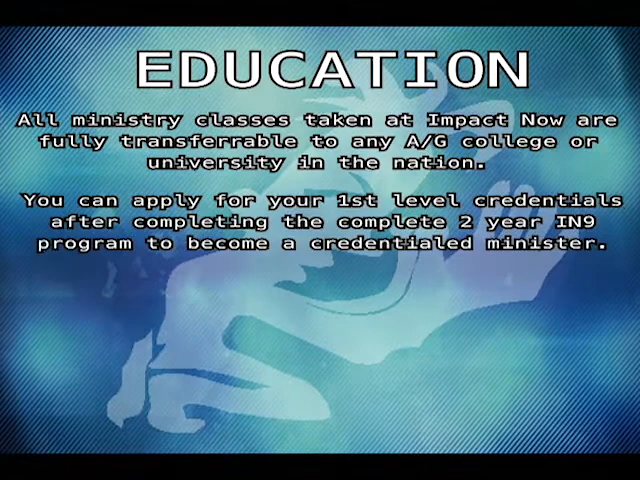 EDUCATION
All ministry classes taken at Impact Now are
fully transferrable to any A/G college or
university in the nation.
You can apply for your 1st level credentials
after completing the complete 2 year IN9
program to become a credentialed minister.